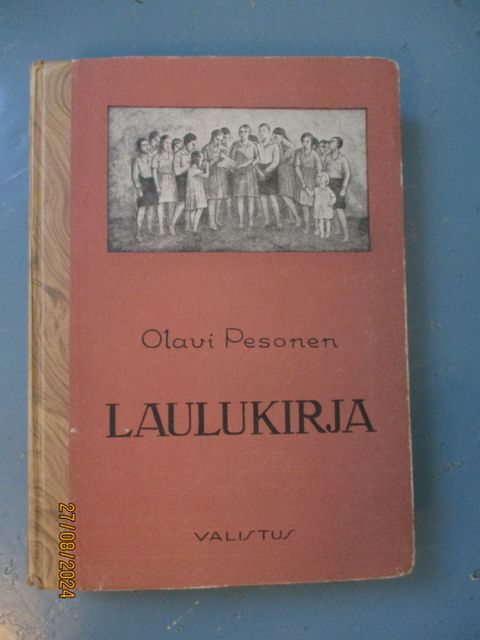 Olavi Pesonen
LAULUKIRJA
VALISTUS
27/08/2024